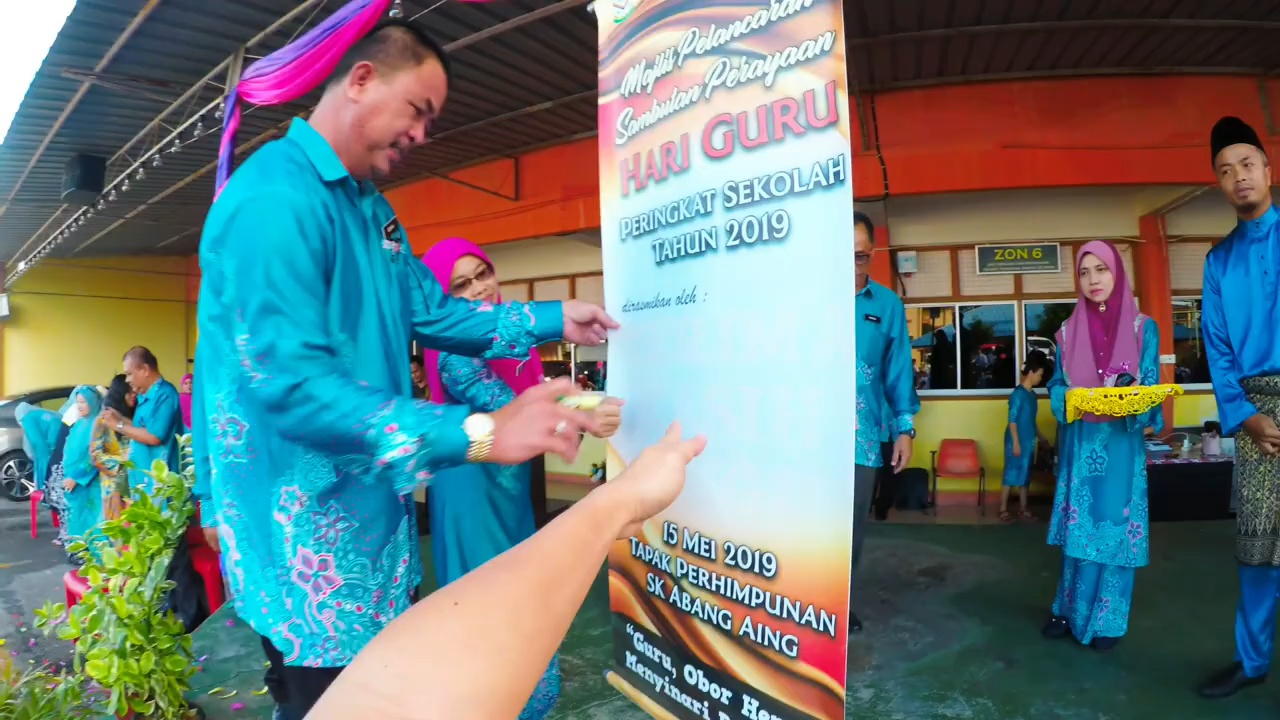 Majlis Pelancaran
Sambulan Perayaan
HARI GURU
PERINGKAT SEKOLAH
TAHUN 2019
dirasmikan oleh :
15 MEI 2019
TAPAK PERHIMPUNAN
SK ABANG AING
"Guru, Obor
Menyinari
ZON 6